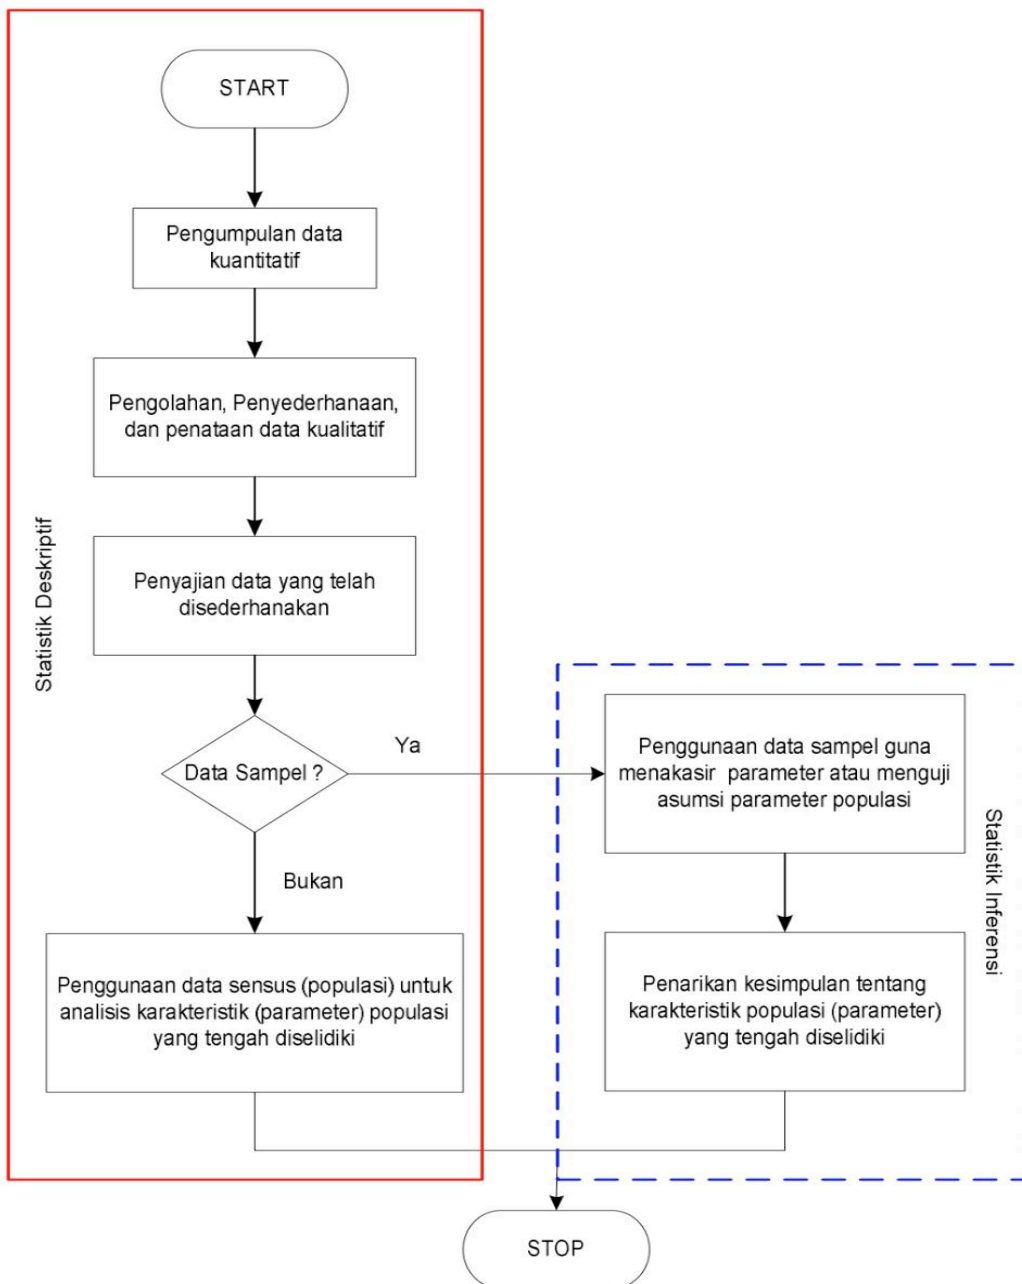 START
Pengumpulan data
kuantitatif
Pengolahan, Penyederhanaan,
dan penataan data kualitatif
Statistik Deskriptif
Penyajian data yang telah
disederhanakan
Data Sampel ?
Ya
Bukan
Penggunaan data sensus (populasi) untuk
analisis karakteristik (parameter) populasi
yang tengah diselidiki
Penggunaan data sampel guna
menakasir parameter atau menguji
asumsi parameter populasi
Statistik Inferensi
Penarikan kesimpulan tentang
karakteristik populasi (parameter)
yang tengah diselidiki
STOP